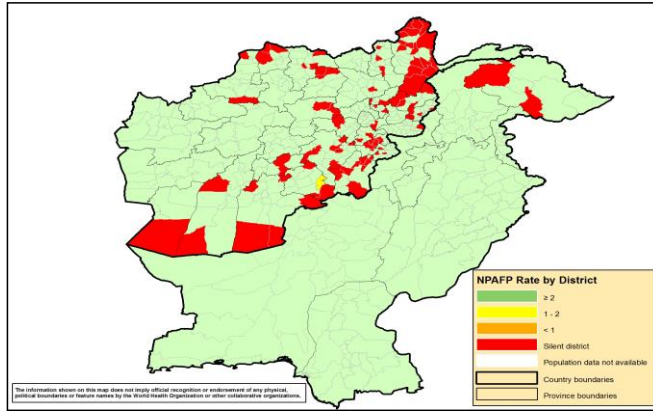 NPAFP Rate by District
≥ 2
1 - 2
< 1
Silent district
Population data not available
Country boundaries
Province boundaries
The information shown on this map does not imply official recognition or endorsement of any physical,
political boundaries or feature names by the World Health Organization or other collaborative organizations.